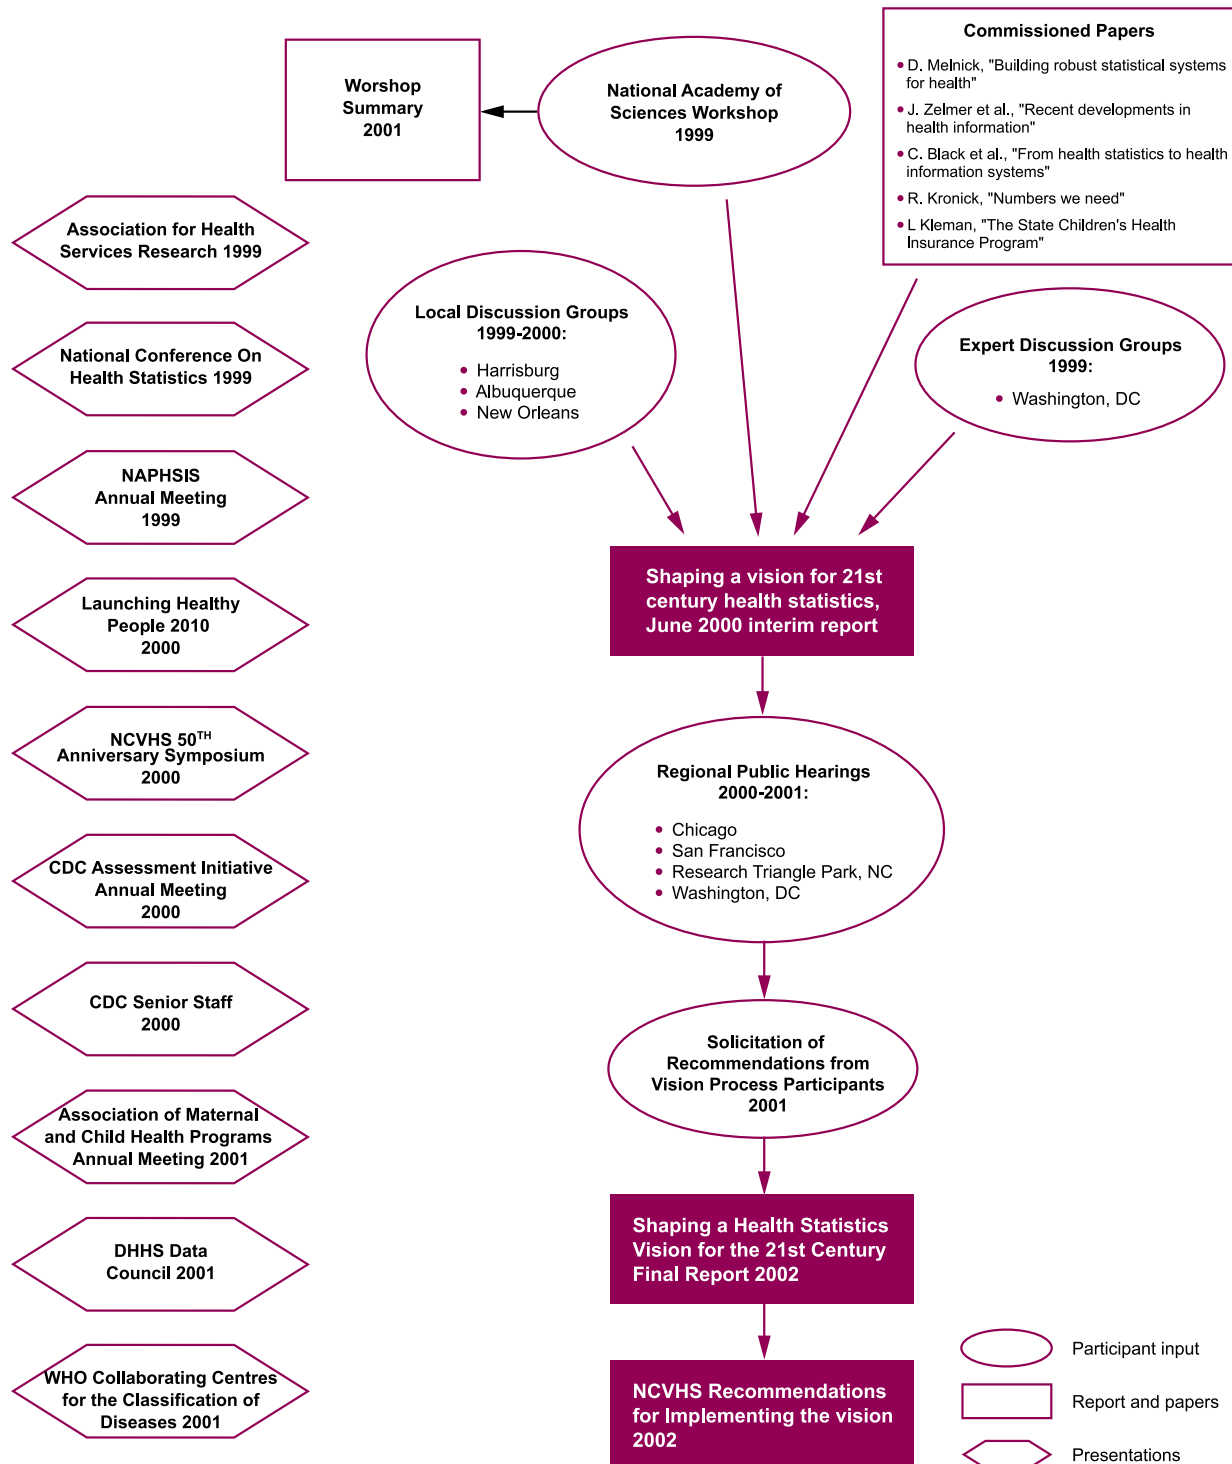 Worshop
Summary
2001
National Academy of
Sciences Workshop
1999
Commissioned Papers
• D. Melnick, "Building robust statistical systems
for health"
• J. Zelmer et al., "Recent developments in
health information"
• C. Black et al., "From health statistics to health
information systems"
• R. Kronick, "Numbers we need"
• L Kleman, "The State Children's Health
Insurance Program"
Association for Health
Services Research 1999
National Conference On
Health Statistics 1999
NAPHSIS
Annual Meeting
1999
Launching Healthy
People 2010
2000
NCVHS 50TH
Anniversary Symposium
2000
CDC Assessment Initiative
Annual Meeting
2000
CDC Senior Staff
2000
Association of Maternal
and Child Health Programs
Annual Meeting 2001
DHHS Data
Council 2001
WHO Collaborating Centres
for the Classification of
Diseases 2001
Local Discussion Groups
1999-2000:
• Harrisburg
• Albuquerque
• New Orleans
Expert Discussion Groups
1999:
• Washington, DC
Shaping a vision for 21st
century health statistics,
June 2000 interim report
Regional Public Hearings
2000-2001:
• Chicago
• San Francisco
• Research Triangle Park, NC
• Washington, DC
Solicitation of
Recommendations from
Vision Process Participants
2001
Shaping a Health Statistics
Vision for the 21st Century
Final Report 2002
NCVHS Recommendations
for Implementing the vision
2002
Participant input
Report and papers
Presentations